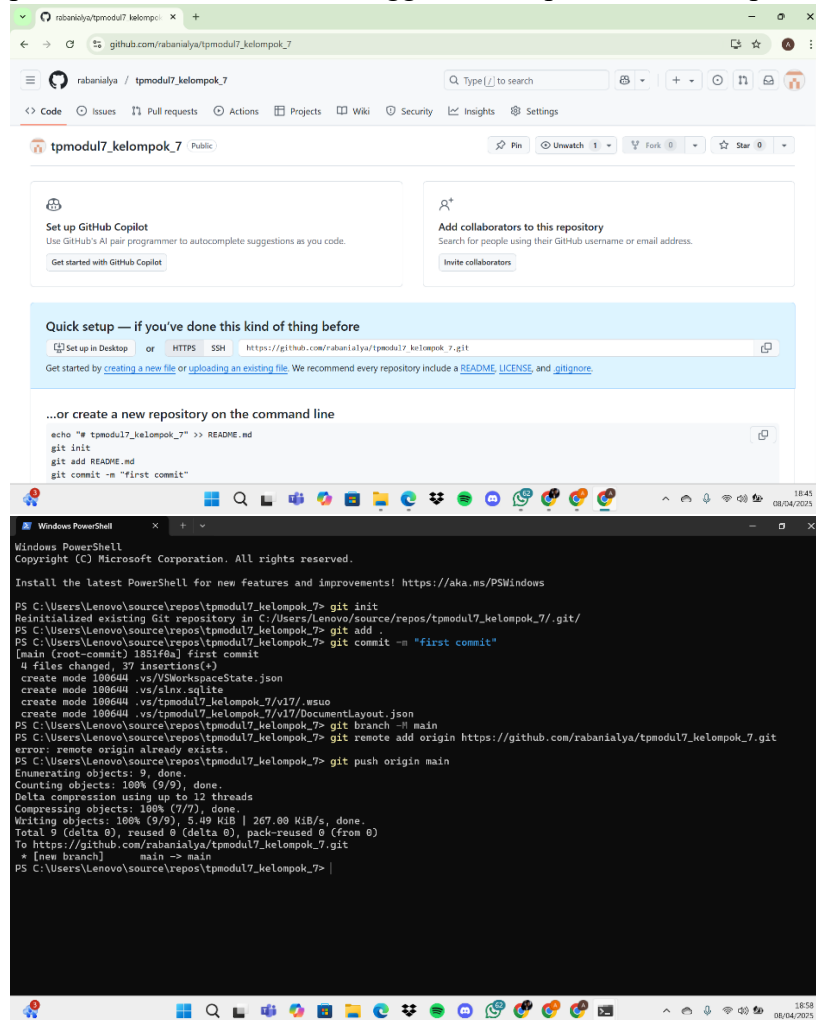 rabanialya/tpmodul7_kelompok
github.com/rabanialya/tpmodul7_kelompok_7
rabanialya / tpmodul7_kelompok_7
Type / to search
Code Issues Pull requests Actions Projects Wiki Security Insights Settings
tpmodul7_kelompok_7 Public
Pin Unwatch 1 Fork 0 Star 0
Set up GitHub Copilot
Use GitHub's AI pair programmer to autocomplete suggestions as you code.
Get started with GitHub Copilot
Add collaborators to this repository
Search for people using their GitHub username or email address.
Invite collaborators
Quick setup — if you've done this kind of thing before
Set up in Desktop or HTTPS SSH https://github.com/rabanialya/tpmodul7_kelompok_7.git
Get started by creating a new file or uploading an existing file. We recommend every repository include a README, LICENSE, and .gitignore.
...or create a new repository on the command line
echo "# tpmodul7_kelompok_7" >> README.md
git init
git add README.md
git commit -m "first commit"
18:45
08/04/2025
Windows PowerShell
Windows PowerShell
Copyright (C) Microsoft Corporation. All rights reserved.
Install the latest PowerShell for new features and improvements! https://aka.ms/PSWindows
PS C:\Users\Lenovo\source\repos\tpmodul7_kelompok_7> git init
Reinitialized existing Git repository in C:/Users/Lenovo/source/repos/tpmodul7_kelompok_7/.git/
PS C:\Users\Lenovo\source\repos\tpmodul7_kelompok_7> git add .
PS C:\Users\Lenovo\source\repos\tpmodul7_kelompok_7> git commit -m "first commit"
[main (root-commit) 1851f0a] first commit
4 files changed, 37 insertions(+)
create mode 100644 .vs/VSWorkspaceState.json
create mode 100644 .vs/slnx.sqlite
create mode 100644 .vs/tpmodul7_kelompok_7/v17/.wsuo
create mode 100644 .vs/tpmodul7_kelompok_7/v17/DocumentLayout.json
PS C:\Users\Lenovo\source\repos\tpmodul7_kelompok_7> git branch -M main
PS C:\Users\Lenovo\source\repos\tpmodul7_kelompok_7> git remote add origin https://github.com/rabanialya/tpmodul7_kelompok_7.git
error: remote origin already exists.
PS C:\Users\Lenovo\source\repos\tpmodul7_kelompok_7> git push origin main
Enumerating objects: 9, done.
Counting objects: 100% (9/9), done.
Delta compression using up to 12 threads
Compressing objects: 100% (7/7), done.
Writing objects: 100% (9/9), 5.49 KiB | 267.00 KiB/s, done.
Total 9 (delta 0), reused 0 (delta 0), pack-reused 0 (from 0)
To https://github.com/rabanialya/tpmodul7_kelompok_7.git
* [new branch] main -> main
PS C:\Users\Lenovo\source\repos\tpmodul7_kelompok_7>
18:58
08/04/2025